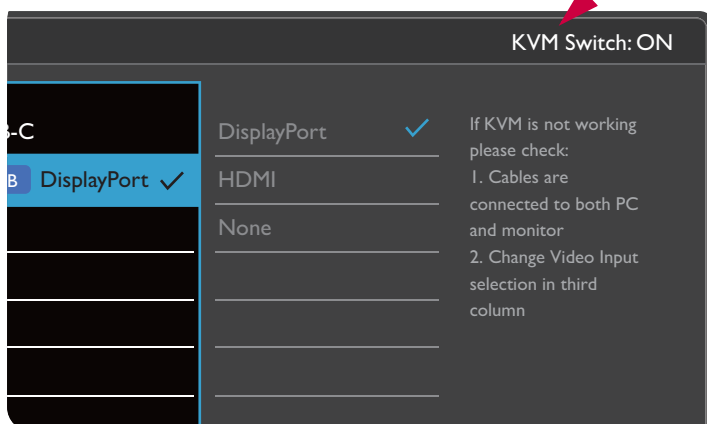 KVM Switch: ON
-C
B DisplayPort
DisplayPort
HDMI
None
If KVM is not working
please check:
1. Cables are
connected to both PC
and monitor
2. Change Video Input
selection in third
column